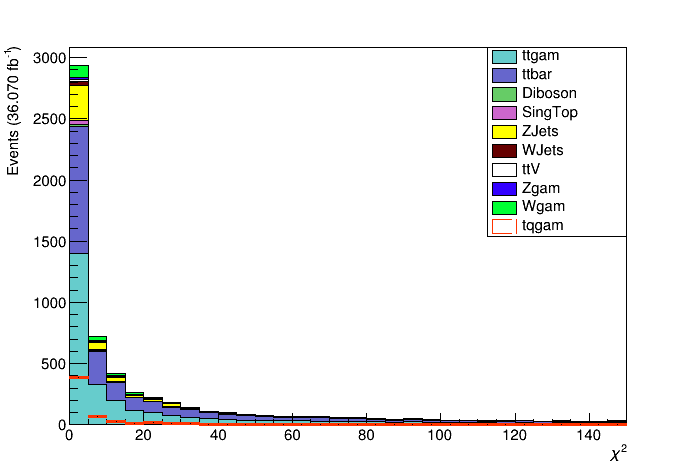 Events (36.070 fb⁻¹)
3000
2500
2000
1500
1000
500
0
0 20 40 60 80 100 120 140
χ²
ttgam
ttbar
Diboson
SingTop
ZJets
WJets
ttV
Zgam
Wgam
tqgam